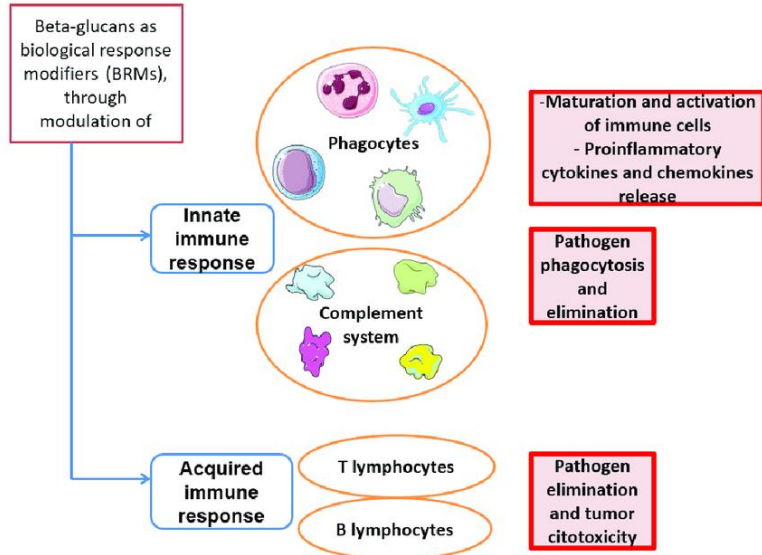 Beta-glucans as
biological response
modifiers (BRMs),
through
modulation of
Phagocytes
-Maturation and activation
of immune cells
- Proinflammatory
cytokines and chemokines
release
Innate
immune
response
Pathogen
phagocytosis
and
elimination
Complement
system
Acquired
immune
response
T lymphocytes
B lymphocytes
Pathogen
elimination
and tumor
citotoxicity